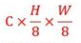 C × H/8 × W/8